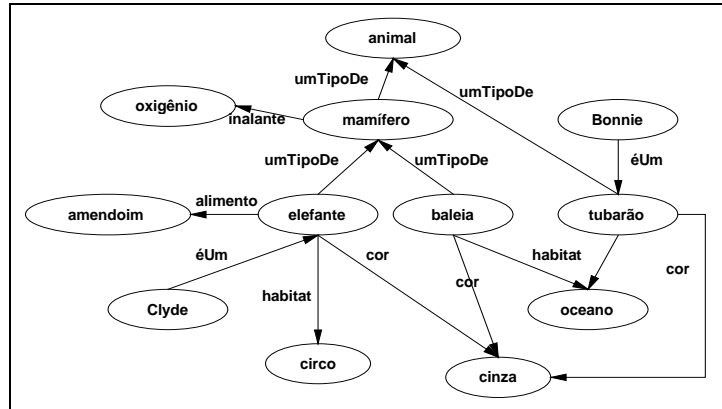 animal
umTipoDe
umTipoDe
oxigênio
inalante
mamífero
Bonnie
umTipoDe
umTipoDe
éUm
alimento
amendoim
elefante
baleia
tubarão
éUm
cor
habitat
cor
habitat
cor
Clyde
oceano
circo
cinza